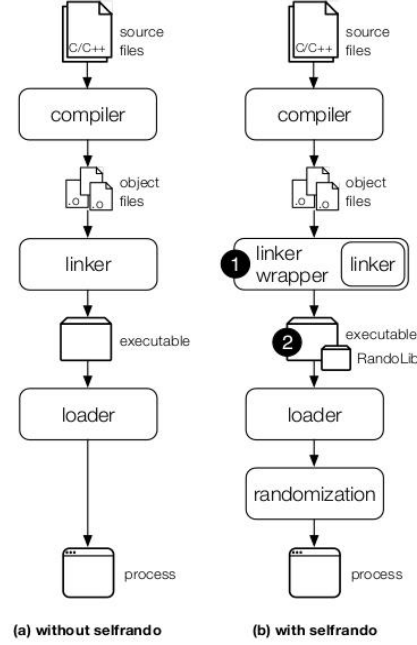 source
files
C/C++
compiler
object
files
.O
.O
.O
linker
executable
loader
process
(a) without selfrando
source
files
C/C++
compiler
object
files
.O
.O
.O
1
linker
wrapper
linker
2
executable
RandoLib
loader
randomization
process
(b) with selfrando